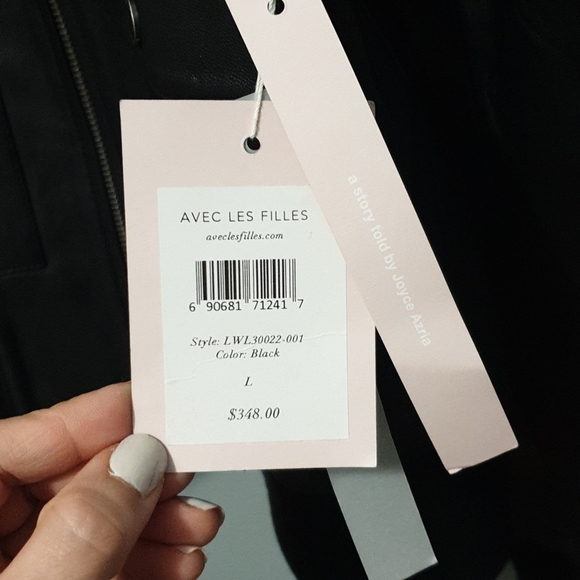 AVEC LES FILLES
aveclesfilles.com
6 90681 71241 7
Style: LWL30022-001
Color: Black
L
$348.00
a story told by Joyce Azria